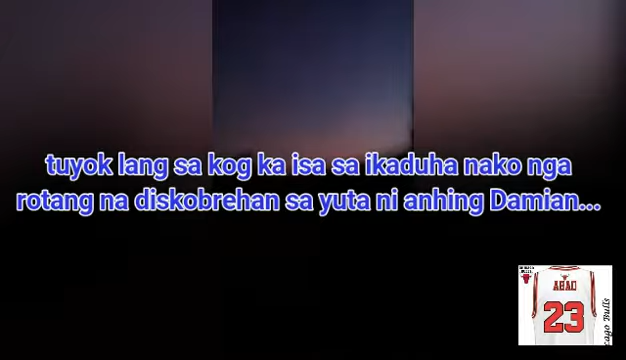 tuyok lang sa kog ka isa sa ikaduha nako nga
rotang na diskobrehan sa yuta ni anhing Damian...
ABAO
23